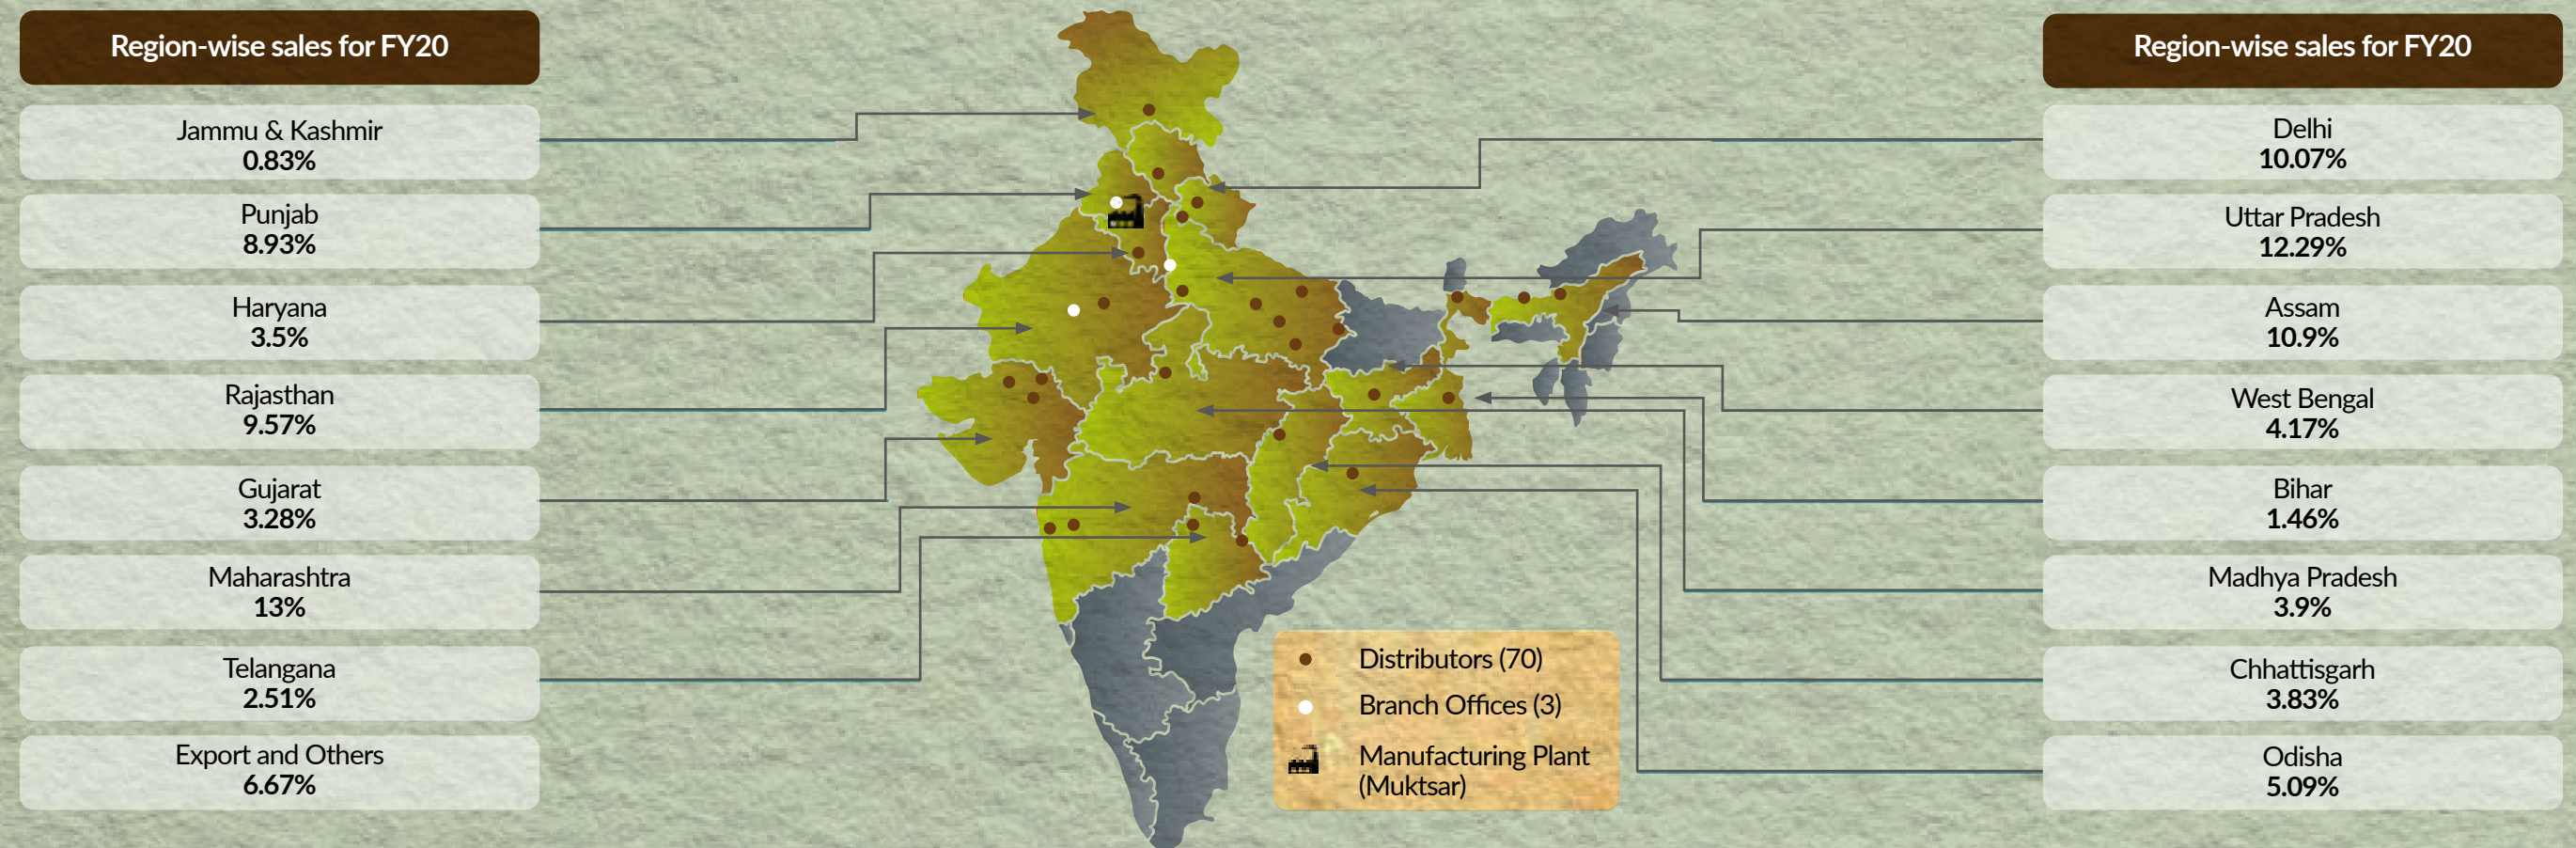 Region-wise sales for FY20
Jammu & Kashmir
0.83%
Punjab
8.93%
Haryana
3.5%
Rajasthan
9.57%
Gujarat
3.28%
Maharashtra
13%
Telangana
2.51%
Export and Others
6.67%
Distributors (70)
Branch Offices (3)
Manufacturing Plant
(Muktsar)
Region-wise sales for FY20
Delhi
10.07%
Uttar Pradesh
12.29%
Assam
10.9%
West Bengal
4.17%
Bihar
1.46%
Madhya Pradesh
3.9%
Chhattisgarh
3.83%
Odisha
5.09%